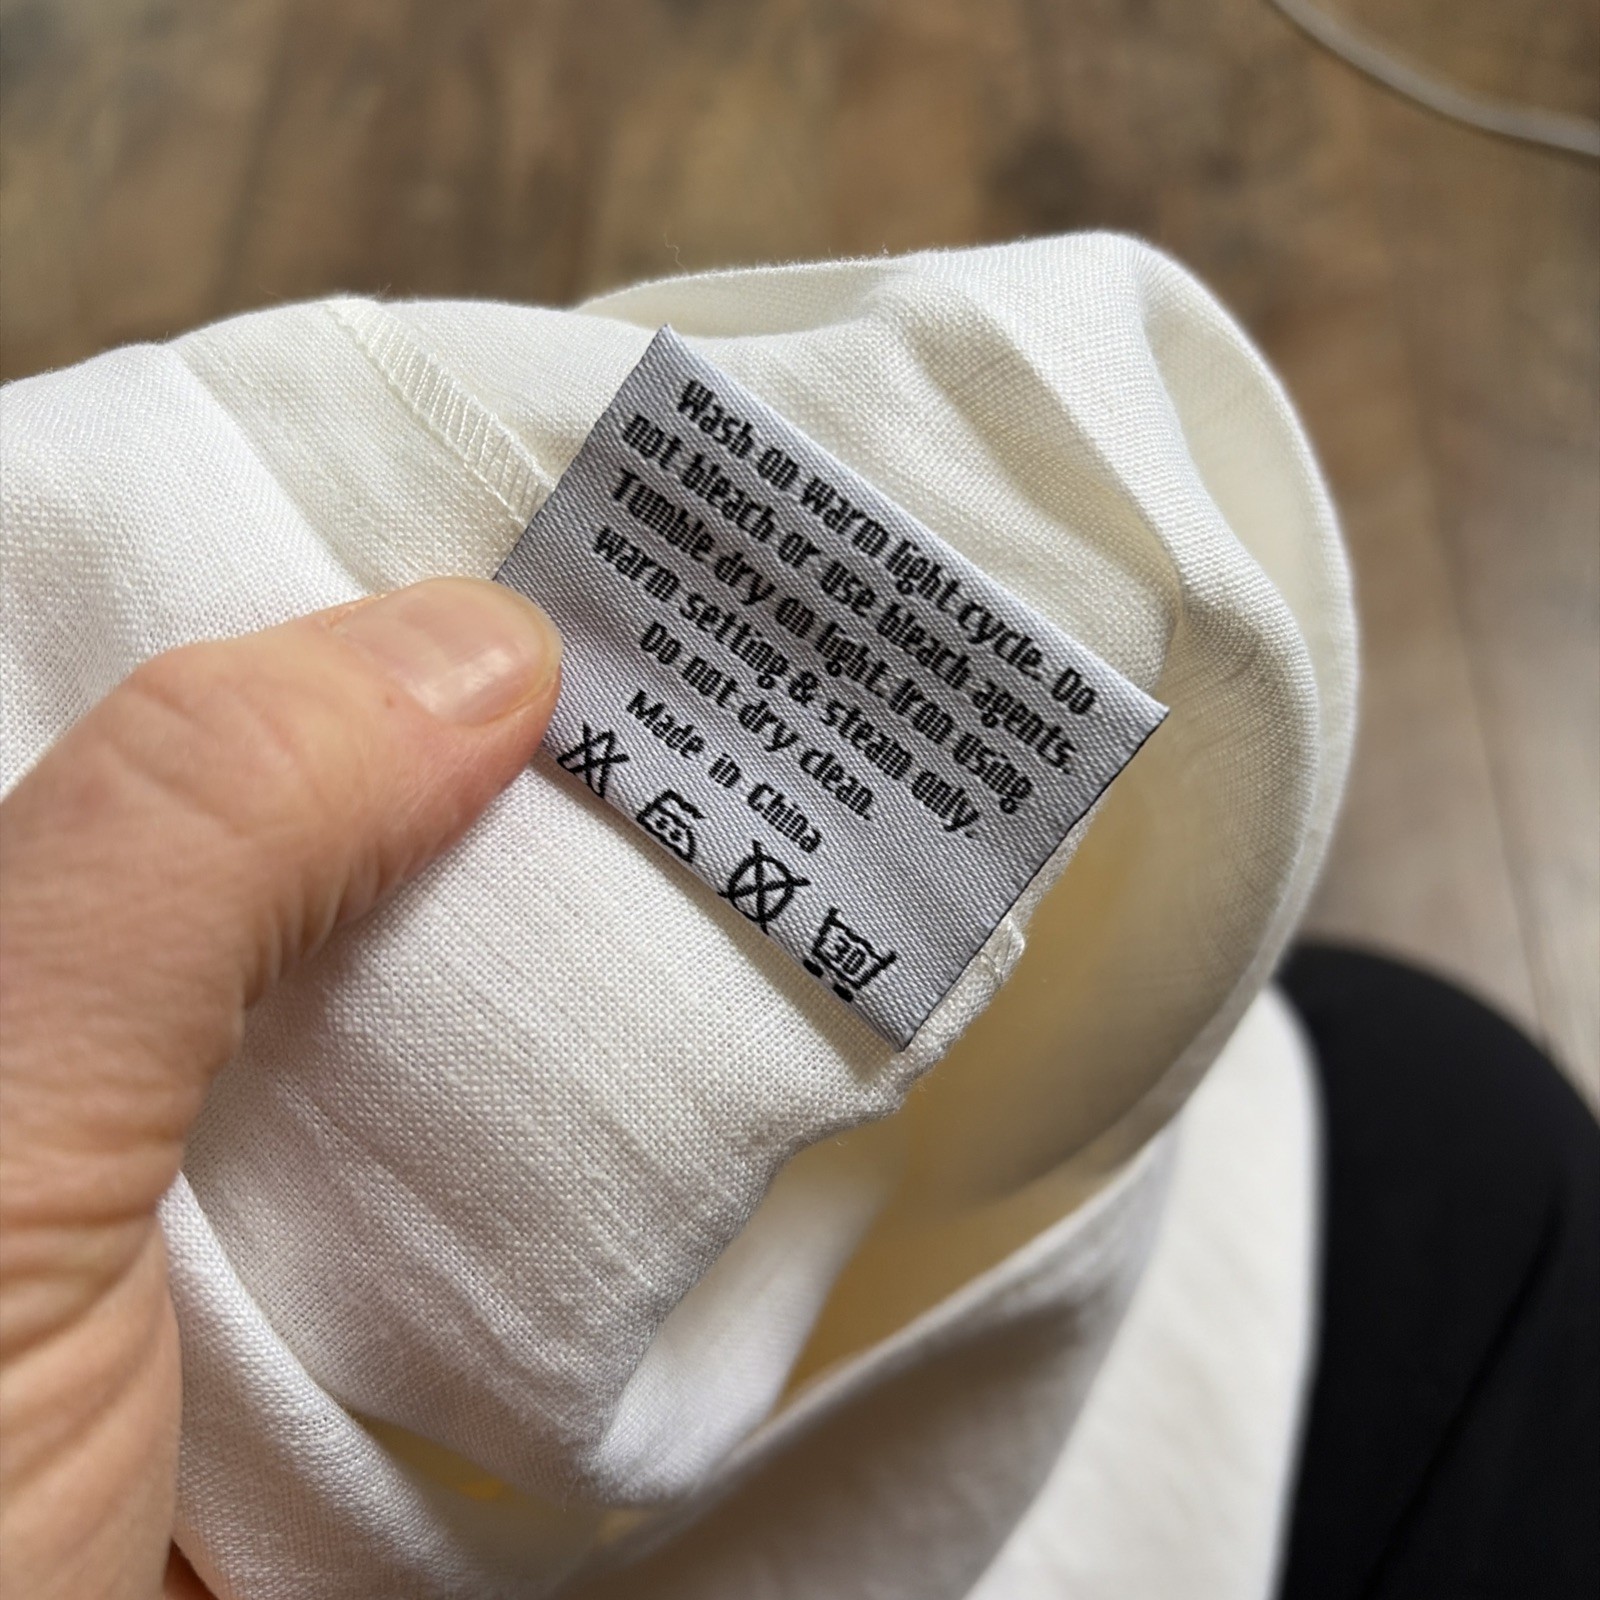 Wash on warm light cycle. Do
not bleach or use bleach agents.
Tumble dry on light. Iron using
warm setting & steam only.
Do not dry clean.
Made in China
30